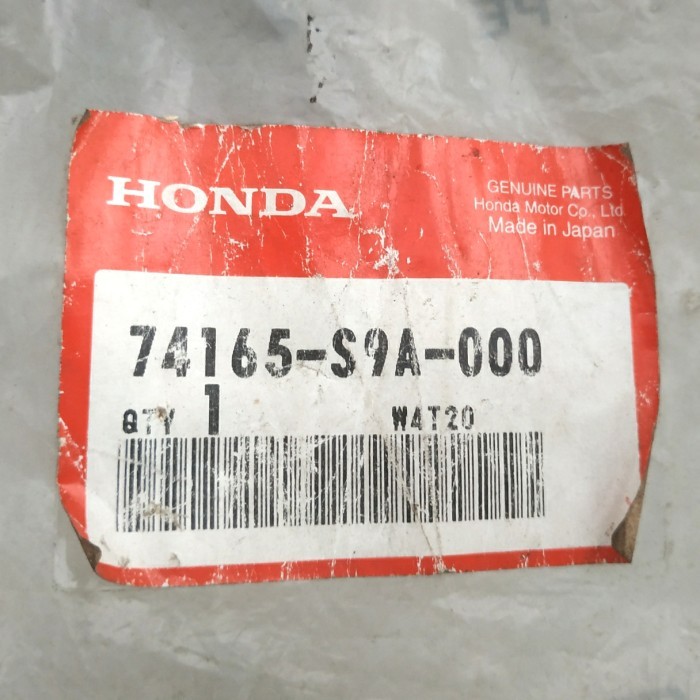 HONDA
GENUINE PARTS
Honda Motor Co., Ltd.
Made in Japan
74165-S9A-000
QTY 1 W4T20